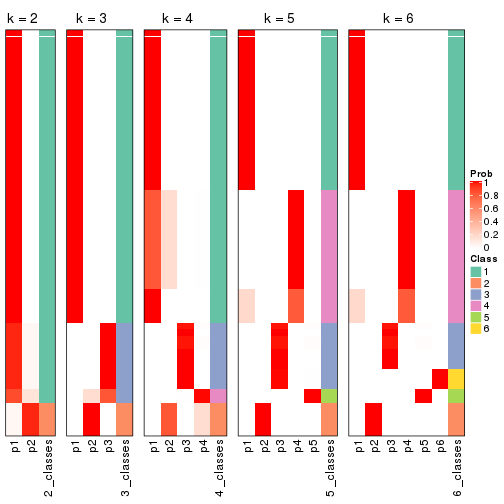 k = 2
k = 3
k = 4
k = 5
k = 6
p1
p2
2_classes
p1
p2
p3
3_classes
p1
p2
p3
p4
4_classes
p1
p2
p3
p4
p5
5_classes
p1
p2
p3
p4
p5
p6
6_classes
Prob
1
0.8
0.6
0.4
0.2
0
Class
1
2
3
4
5
6